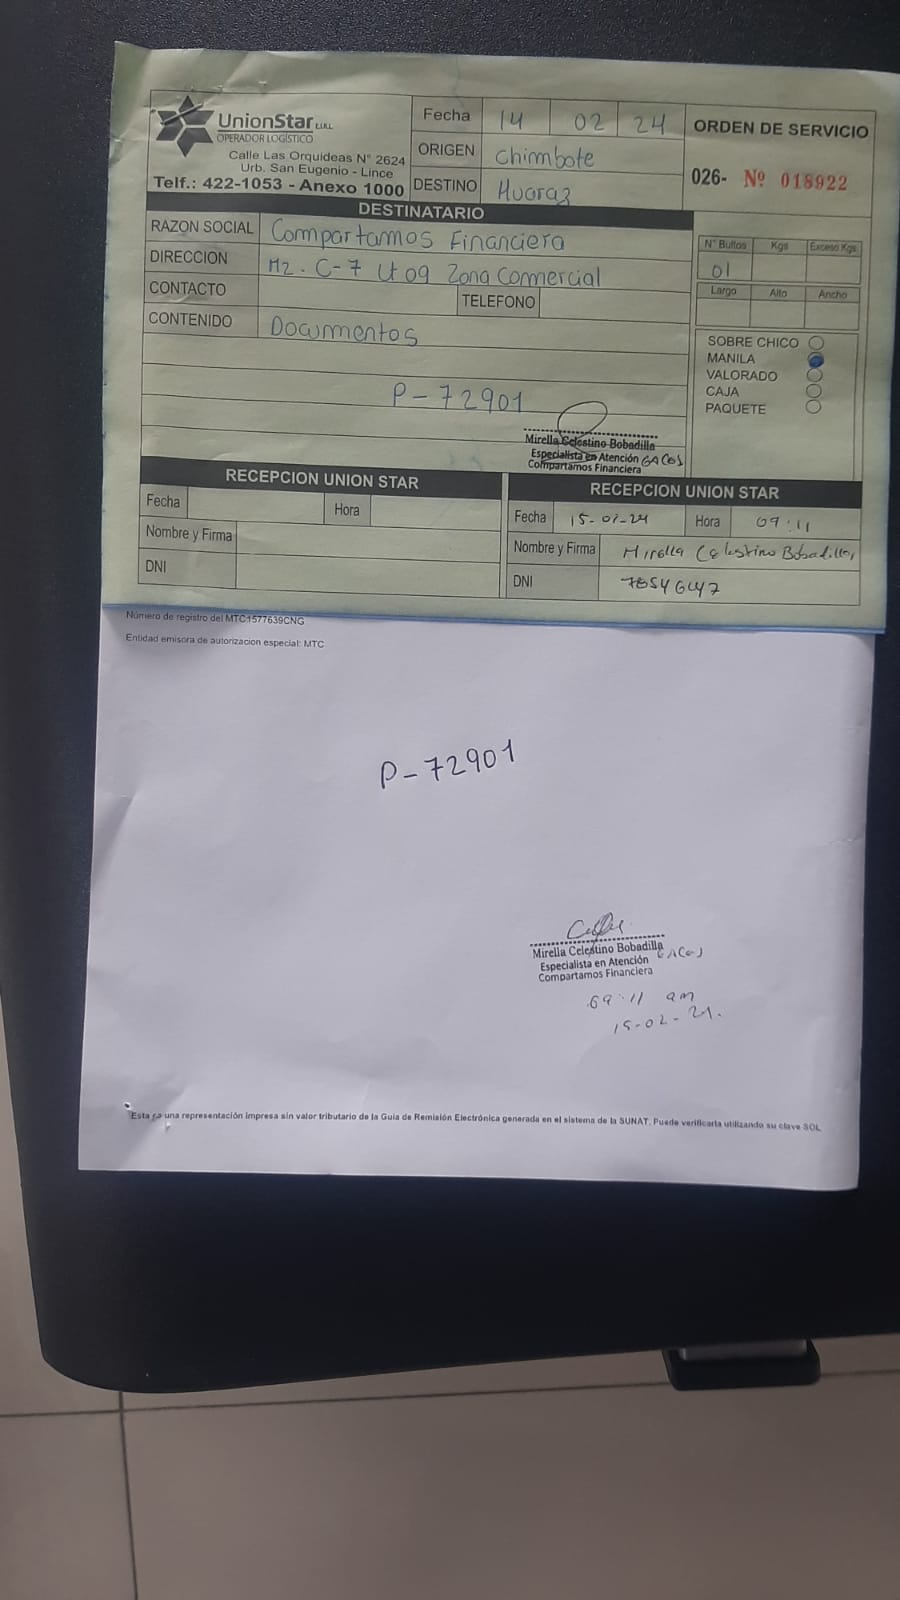 UnionStar E.I.R.L.
OPERADOR LOGÍSTICO
Calle Las Orquideas N° 2624
Urb. San Eugenio - Lince
Telf.: 422-1053 - Anexo 1000
Fecha 14 02 24
ORIGEN Chimbote
DESTINO Huaraz
ORDEN DE SERVICIO
026- Nº 018922
DESTINATARIO
RAZON SOCIAL Compartamos Financiera
DIRECCION Mz. C-7 Lt 09 Zona Commercial
CONTACTO TELEFONO
CONTENIDO Documentos
P-72901
N° Bultos Kgs Exceso Kgs
01
Largo Alto Ancho
SOBRE CHICO
MANILA
VALORADO
CAJA
PAQUETE
Mirella Celestino Bobadilla
Especialista en Atención
Compartamos Financiera
RECEPCION UNION STAR
Fecha Hora
Nombre y Firma
DNI
RECEPCION UNION STAR
Fecha 15-02-24 Hora 09:11
Nombre y Firma Mirella Celestino Bobadilla
DNI
Número de registro del MTC:1577639CNG
Entidad emisora de autorizacion especial: MTC
P-72901
Mirella Celestino Bobadilla
Especialista en Atención
Compartamos Financiera
09:11 am
15-02-24.
Esta es una representación impresa sin valor tributario de la Guía de Remisión Electrónica generada en el sistema de la SUNAT. Puede verificarla utilizando su clave SOL